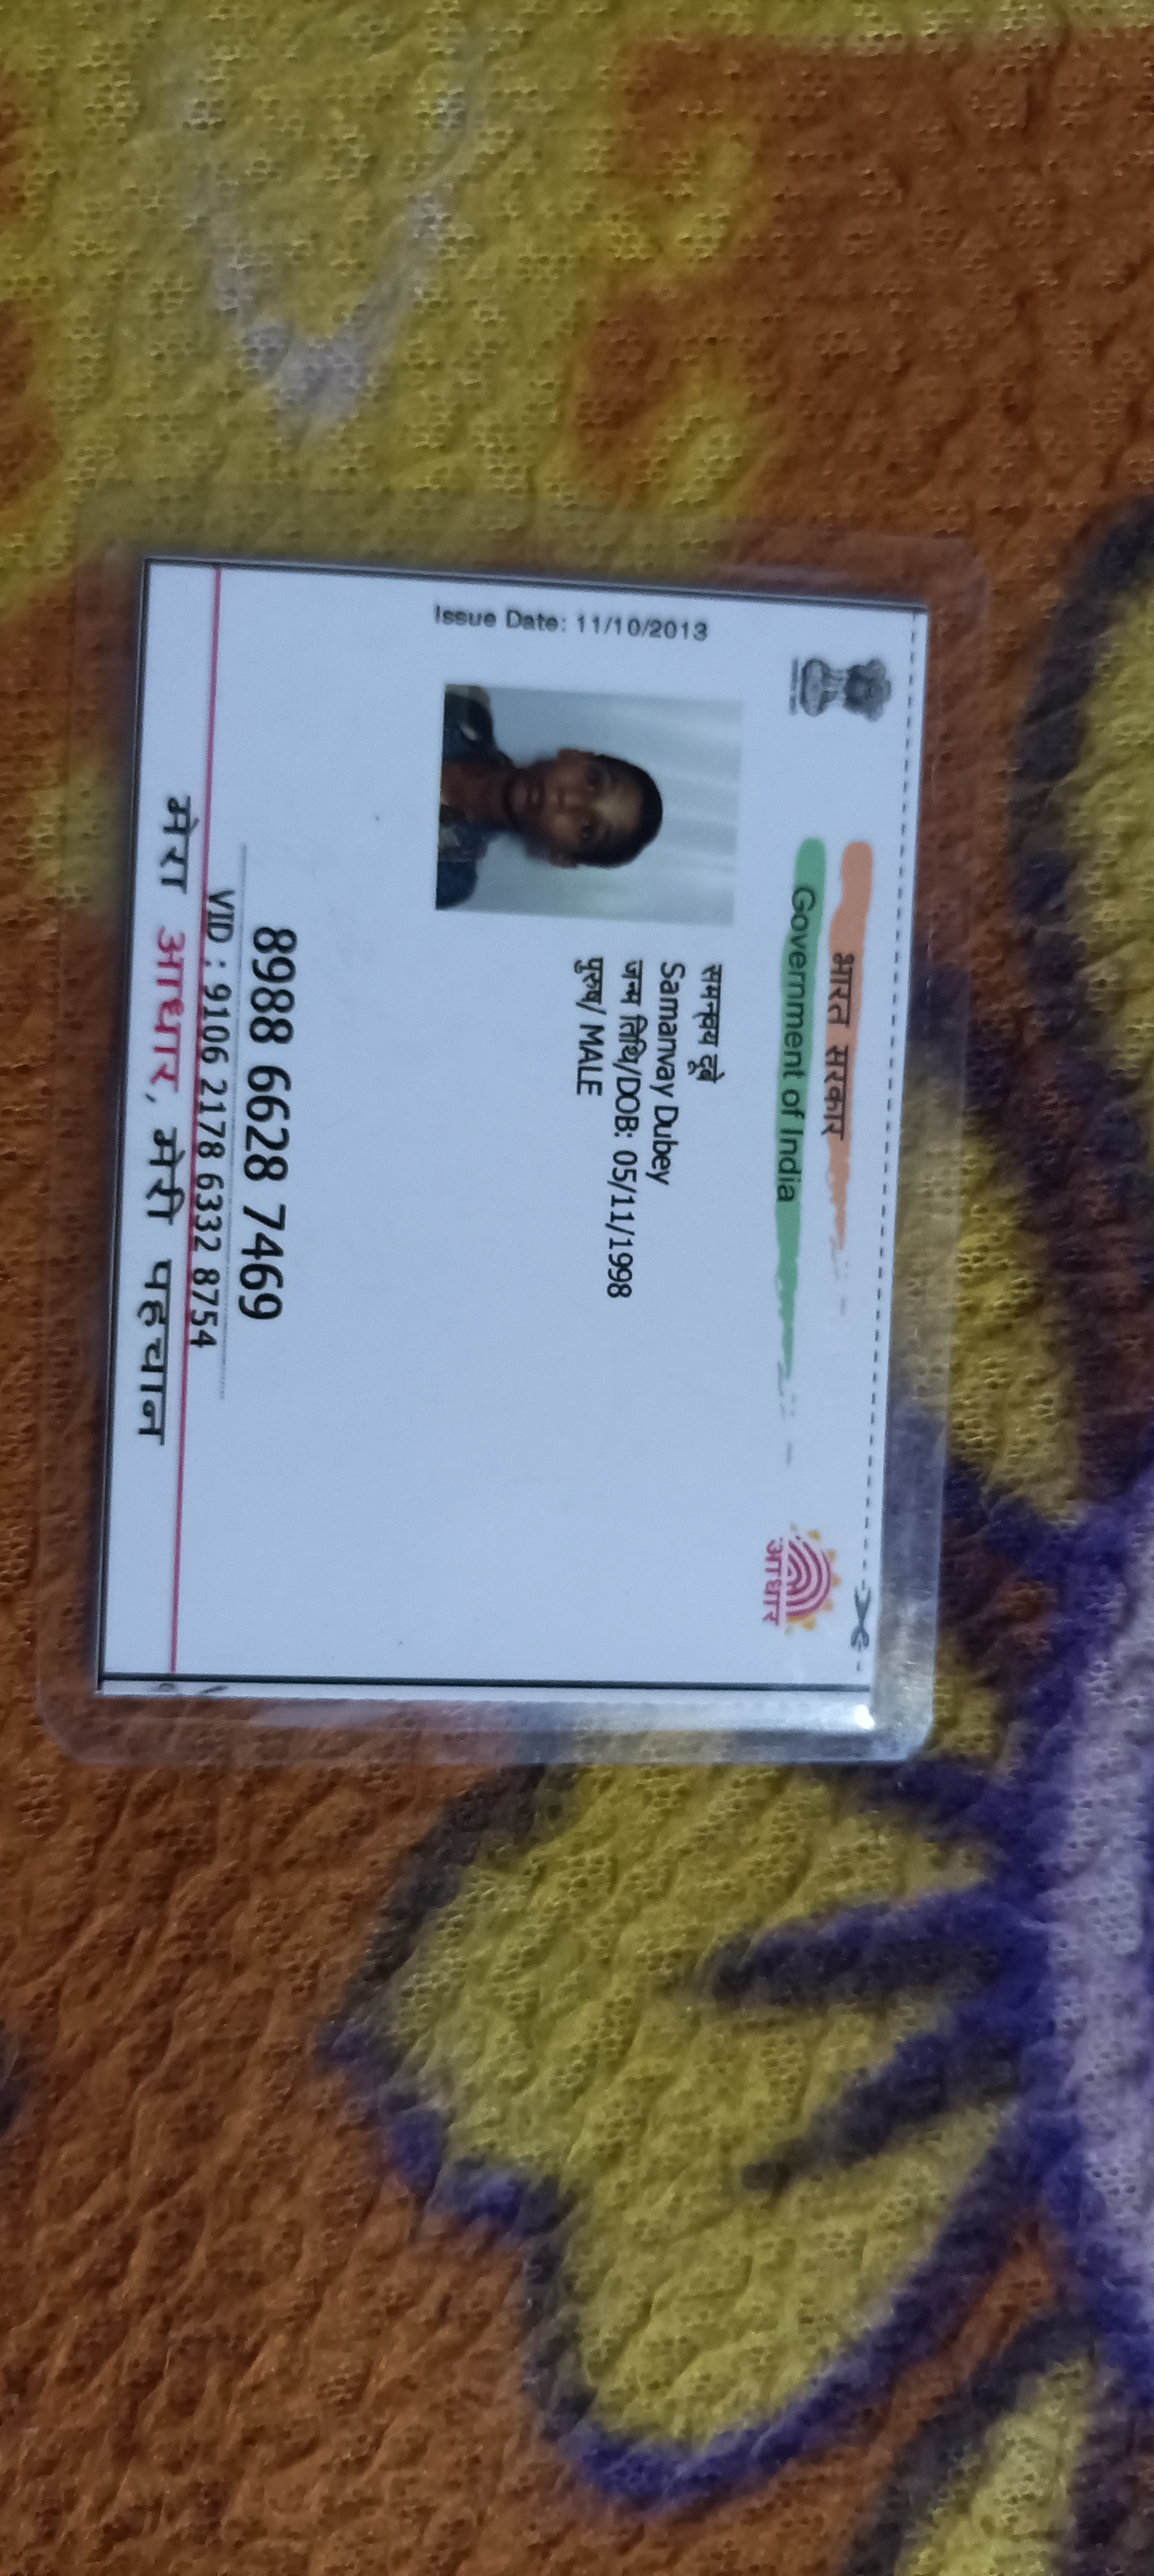 भारत सरकार
Government of India
आधार
Issue Date: 11/10/2013
समन्वय दूबे
Samanvay Dubey
जन्म तिथि/DOB: 05/11/1998
पुरुष/ MALE
8988 6628 7469
VID : 9106 2178 6332 8754
मेरा आधार, मेरी पहचान